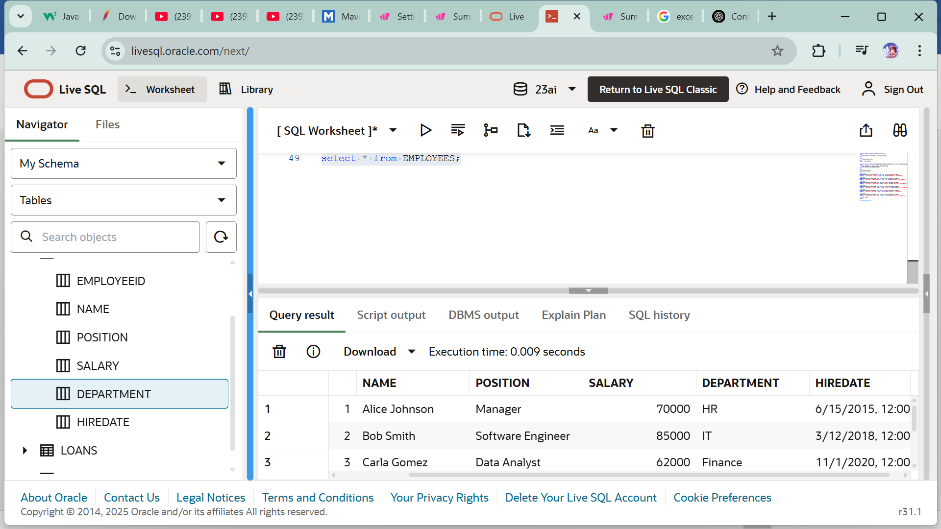 Java
Dow
(239
(239
(239
Mav
Setti
Sum
Live
Sum
exce
Con
livesql.oracle.com/next/
Live SQL
Worksheet
Library
23ai
Return to Live SQL Classic
Help and Feedback
Sign Out
Navigator
Files
My Schema
Tables
Search objects
EMPLOYEEID
NAME
POSITION
SALARY
DEPARTMENT
HIREDATE
LOANS
[ SQL Worksheet ]*
Aa
49 select * from EMPLOYEES;
Query result
Script output
DBMS output
Explain Plan
SQL history
Download
Execution time: 0.009 seconds
NAME POSITION SALARY DEPARTMENT HIREDATE
1 1 Alice Johnson Manager 70000 HR 6/15/2015, 12:00
2 2 Bob Smith Software Engineer 85000 IT 3/12/2018, 12:00
3 3 Carla Gomez Data Analyst 62000 Finance 11/1/2020, 12:00
About Oracle Contact Us Legal Notices Terms and Conditions Your Privacy Rights Delete Your Live SQL Account Cookie Preferences
Copyright © 2014, 2025 Oracle and/or its affiliates All rights reserved.
r31.1